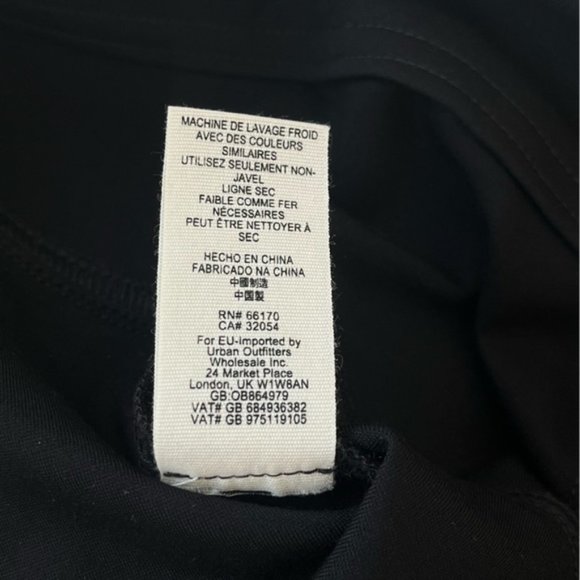 MACHINE DE LAVAGE FROID
AVEC DES COULEURS
SIMILAIRES
UTILISEZ SEULEMENT NON-
JAVEL
LIGNE SEC
FAIBLE COMME FER
NÉCESSAIRES
PEUT ÊTRE NETTOYER À
SEC
HECHO EN CHINA
FABRICADO NA CHINA
中國制造
中国製
RN# 66170
CA# 32054
For EU-imported by
Urban Outfitters
Wholesale Inc.
24 Market Place
London, UK W1W8AN
GB:OB864979
VAT# GB 684936382
VAT# GB 975119105